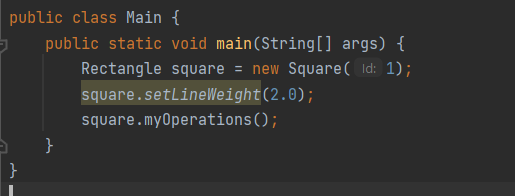 public class Main {
public static void main(String[] args) {
Rectangle square = new Square( Id: 1);
square.setLineWeight(2.0);
square.myOperations();
}
}